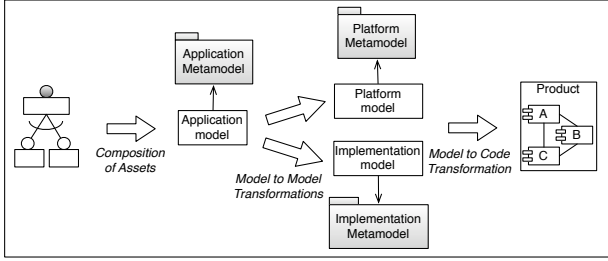 Application
Metamodel
Application
model
Composition
of Assets
Platform
Metamodel
Platform
model
Model to Model
Transformations
Implementation
model
Implementation
Metamodel
Model to Code
Transformation
Product
A
B
C